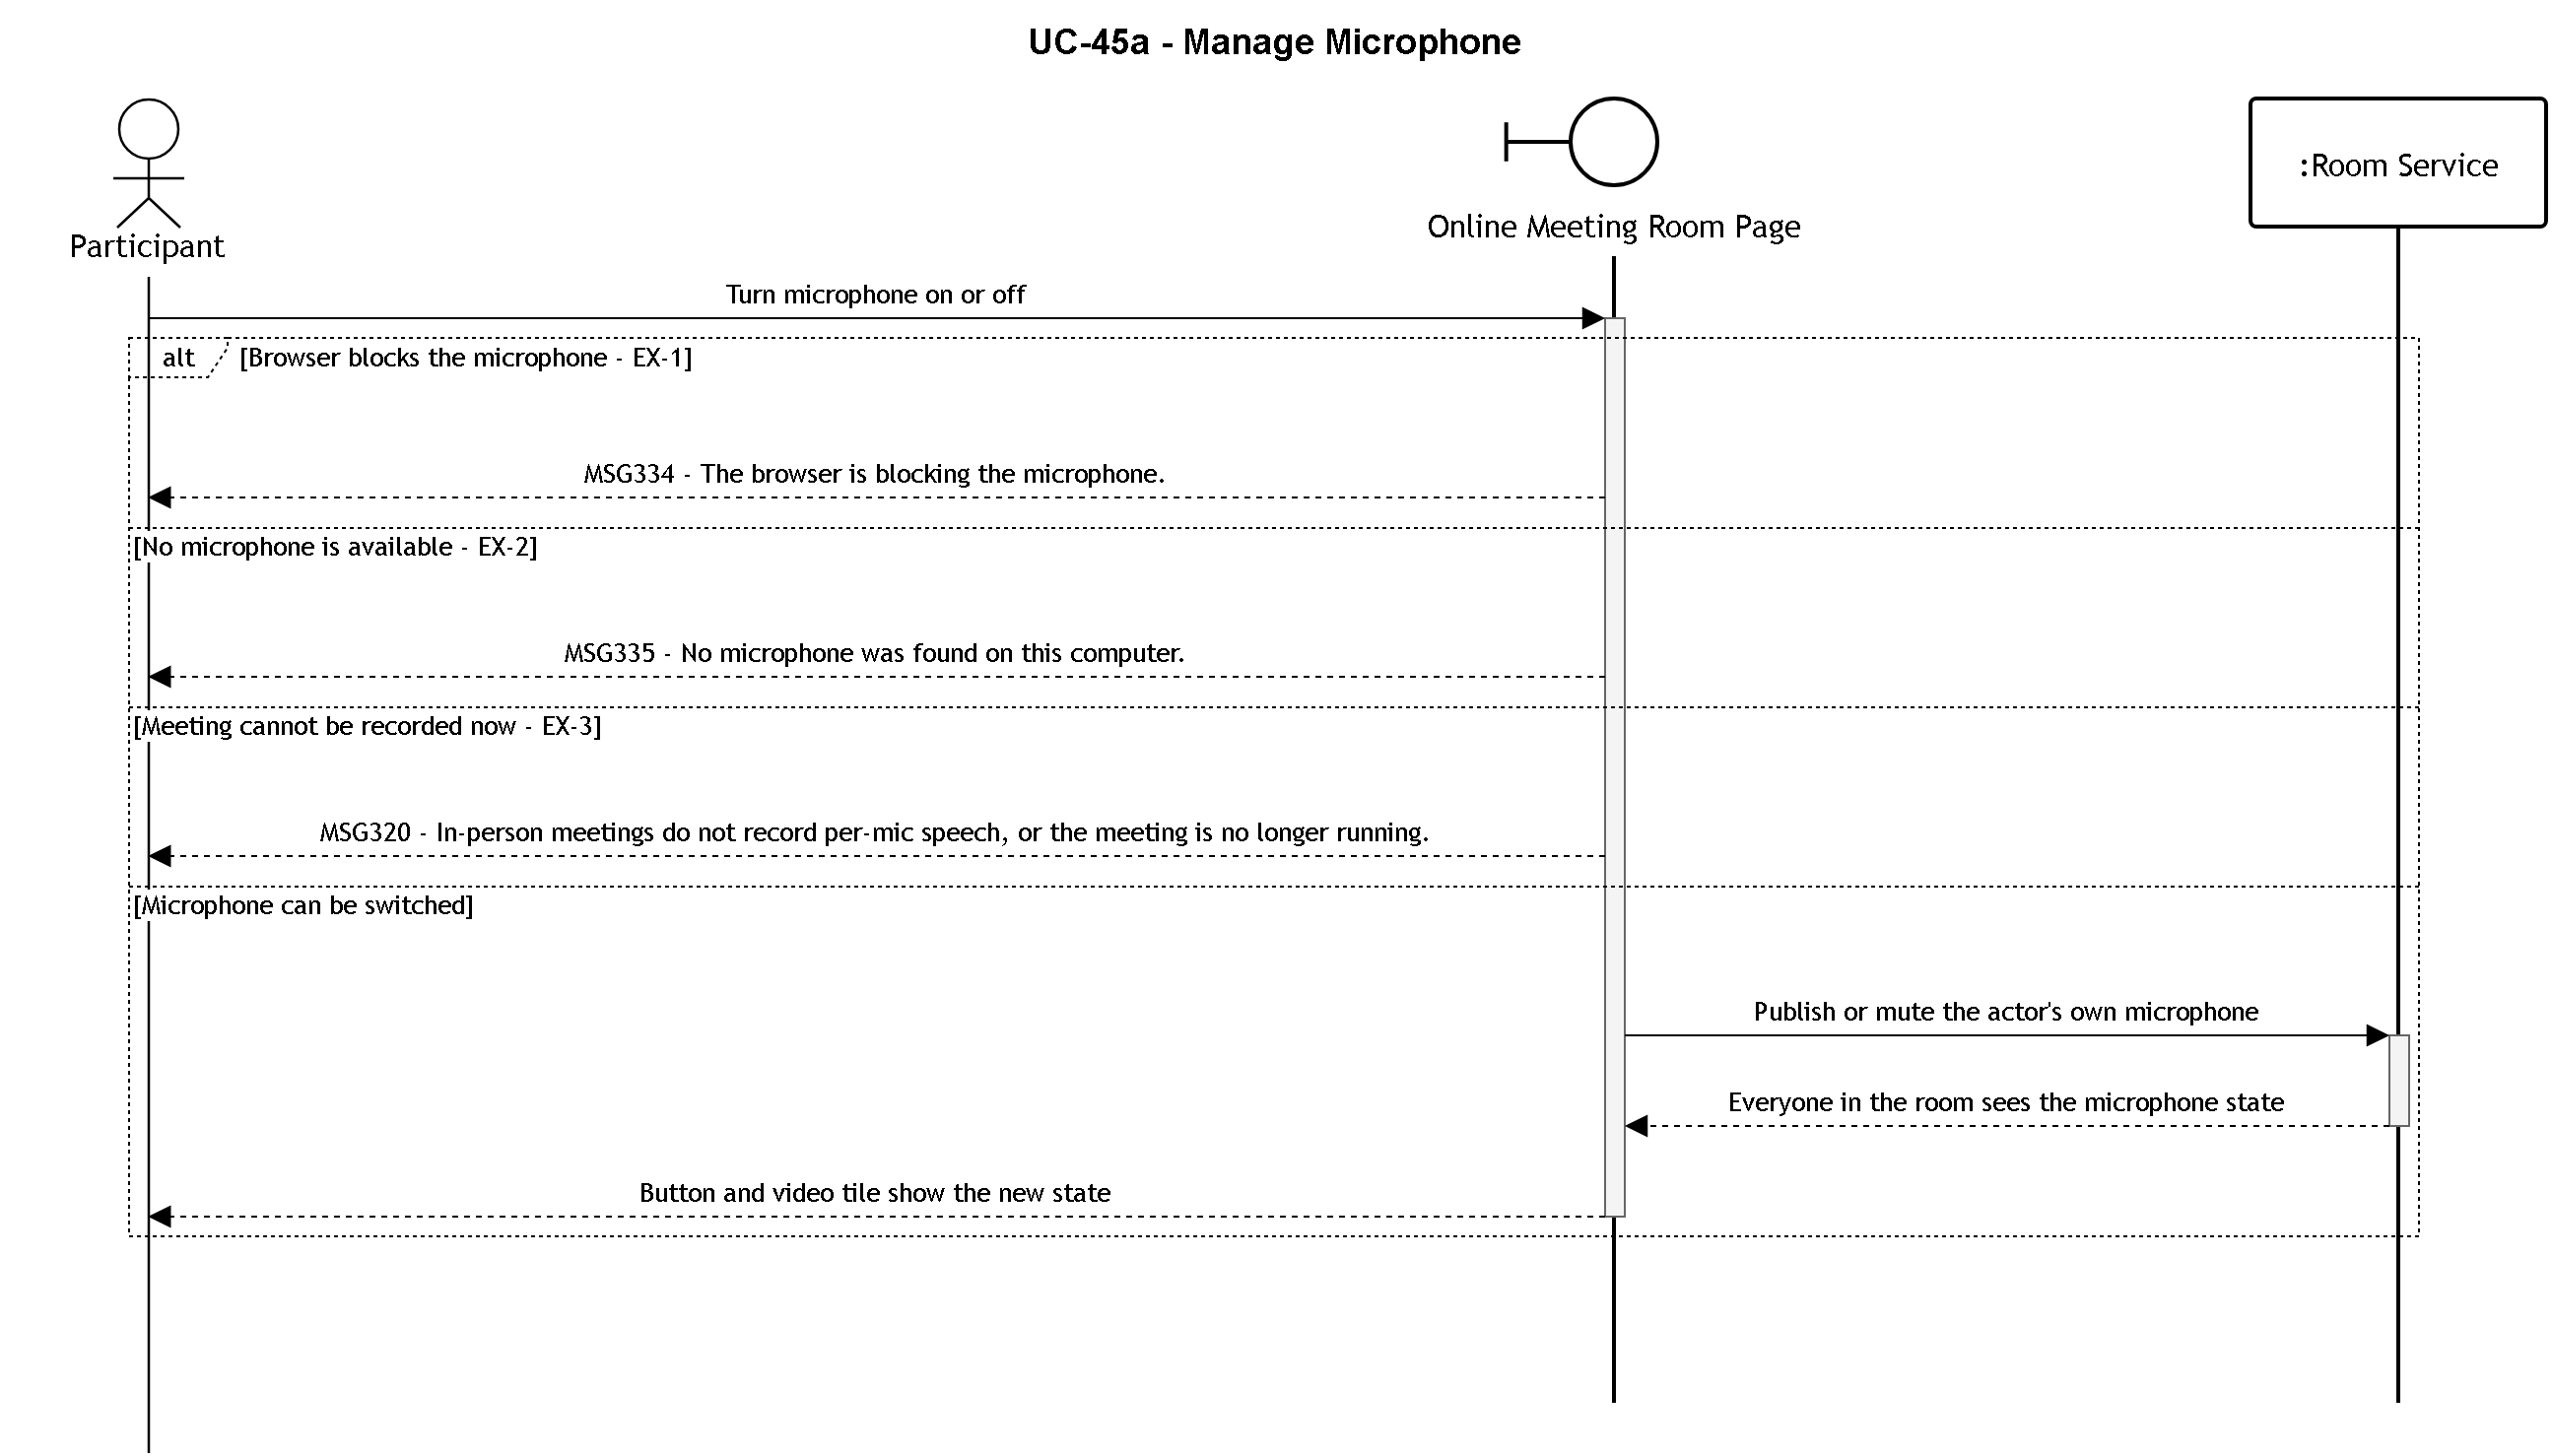 UC-45a - Manage Microphone
Participant
Online Meeting Room Page
:Room Service
Turn microphone on or off
alt
[Browser blocks the microphone - EX-1]
MSG334 - The browser is blocking the microphone.
[No microphone is available - EX-2]
MSG335 - No microphone was found on this computer.
[Meeting cannot be recorded now - EX-3]
MSG320 - In-person meetings do not record per-mic speech, or the meeting is no longer running.
[Microphone can be switched]
Publish or mute the actor's own microphone
Everyone in the room sees the microphone state
Button and video tile show the new state